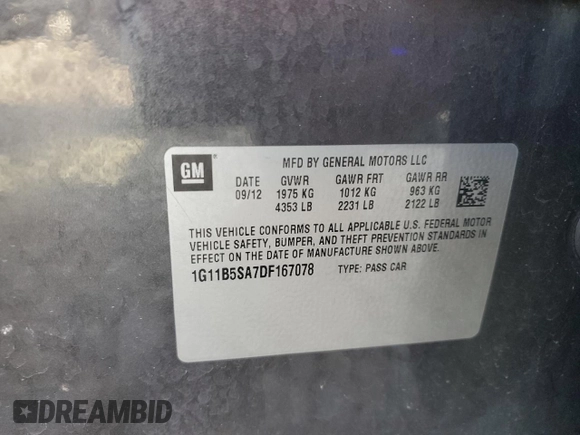 GM
MFD BY GENERAL MOTORS LLC
DATE GVWR GAWR FRT GAWR RR
09/12 1975 KG 1012 KG 963 KG
4353 LB 2231 LB 2122 LB
THIS VEHICLE CONFORMS TO ALL APPLICABLE U.S. FEDERAL MOTOR
VEHICLE SAFETY, BUMPER, AND THEFT PREVENTION STANDARDS IN
EFFECT ON THE DATE OF MANUFACTURE SHOWN ABOVE.
1G11B5SA7DF167078 TYPE: PASS CAR
DREAMBID